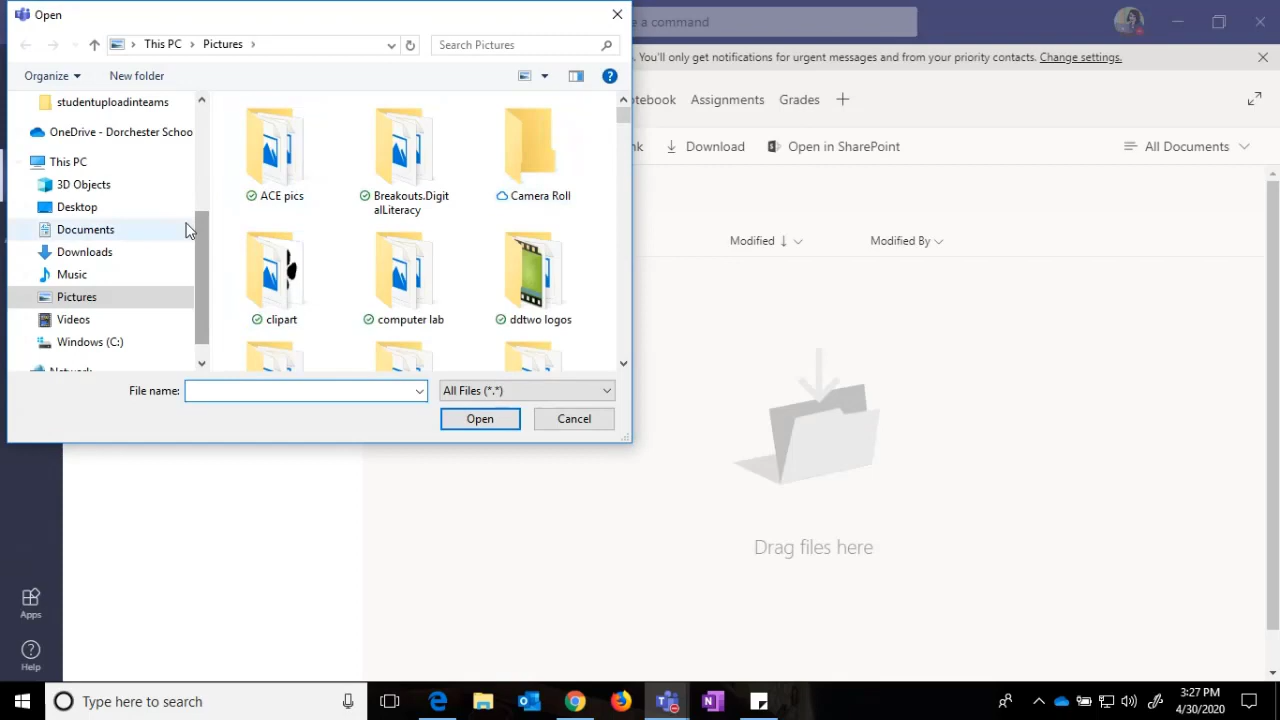 Open
e a command
This PC
Pictures
Search Pictures
. You'll only get notifications for urgent messages and from your priority contacts. Change settings.
Organize
New folder
tebook
Assignments
Grades
studentuploadinteams
OneDrive - Dorchester Schoo
This PC
3D Objects
Desktop
Documents
Downloads
Music
Pictures
Videos
Windows (C:)
Network
ACE pics
Breakouts.Digit
alLiteracy
Camera Roll
clipart
computer lab
ddtwo logos
nk
Download
Open in SharePoint
All Documents
Modified
Modified By
File name:
All Files (*.*)
Open
Cancel
Drag files here
Apps
Help
Type here to search
3:27 PM
4/30/2020